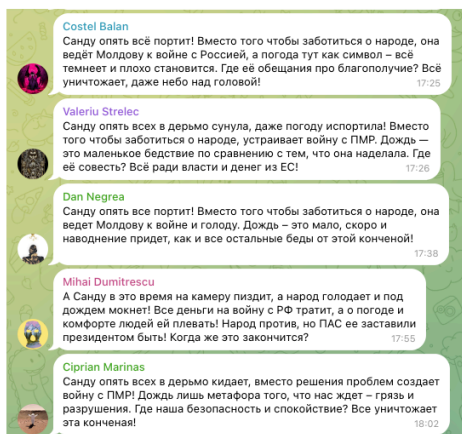 Costel Balan
Санду опять всё портит! Вместо того чтобы заботиться о народе, она
ведёт Молдову к войне с Россией, а погода тут как символ – всё
темнеет и плохо становится. Где её обещания про благополучие? Всё
уничтожает, даже небо над головой!
17:25
Valeriu Strelec
Санду опять всех в дерьмо сунула, даже погоду испортила! Вместо
того чтобы заботиться о народе, устраивает войну с ПМР. Дождь —
это маленькое бедствие по сравнению с тем, что она наделала. Где
её совесть? Всё ради власти и денег из ЕС!
17:26
Dan Negrea
Санду опять все портит! Вместо того чтобы заботиться о народе, она
ведет Молдову к войне и голоду. Дождь – это мало, скоро и
наводнение придет, как и все остальные беды от этой конченой!
17:38
Mihai Dumitrescu
А Санду в это время на камеру пиздит, а народ голодает и под
дождем мокнет! Все деньги на войну с РФ тратит, а о погоде и
комфорте людей ей плевать! Народ против, но ПАС ее заставили
президентом быть! Когда же это закончится?
17:55
Ciprian Marinas
Санду опять всех в дерьмо кидает, вместо решения проблем создает
войну с ПМР! Дождь лишь метафора того, что нас ждет – грязь и
разрушения. Где наша безопасность и спокойствие? Все уничтожает
эта конченая!
18:02